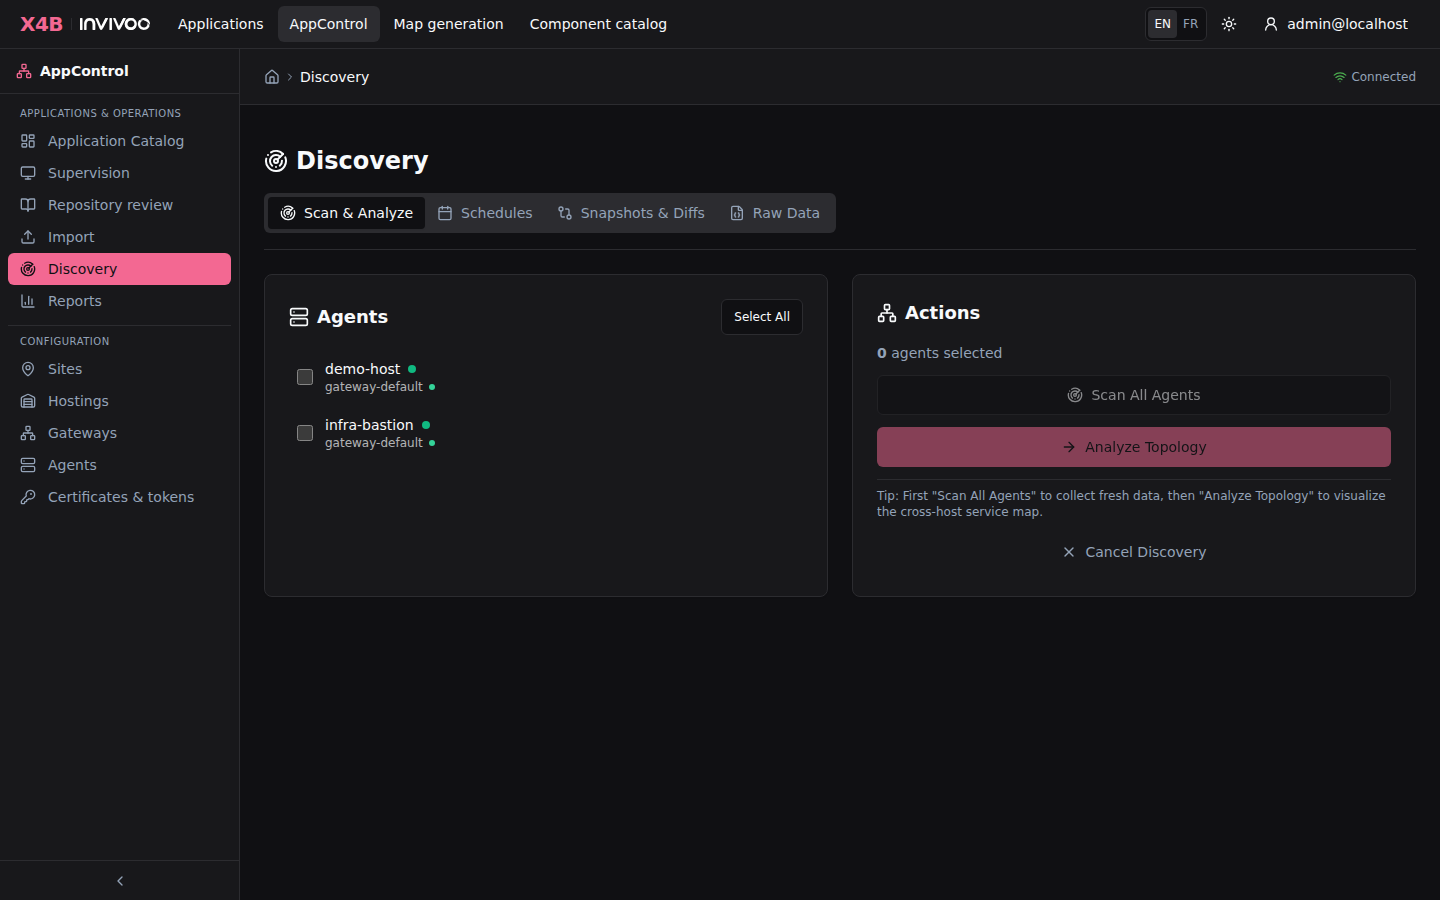 X4B INVIVOO Applications AppControl Map generation Component catalog EN FR admin@localhost
AppControl
Discovery
Connected
APPLICATIONS & OPERATIONS
Application Catalog
Supervision
Repository review
Import
Discovery
Reports
CONFIGURATION
Sites
Hostings
Gateways
Agents
Certificates & tokens
Discovery
Scan & Analyze Schedules Snapshots & Diffs Raw Data
Agents
Select All
demo-host
gateway-default
infra-bastion
gateway-default
Actions
0 agents selected
Scan All Agents
Analyze Topology
Tip: First "Scan All Agents" to collect fresh data, then "Analyze Topology" to visualize
the cross-host service map.
Cancel Discovery